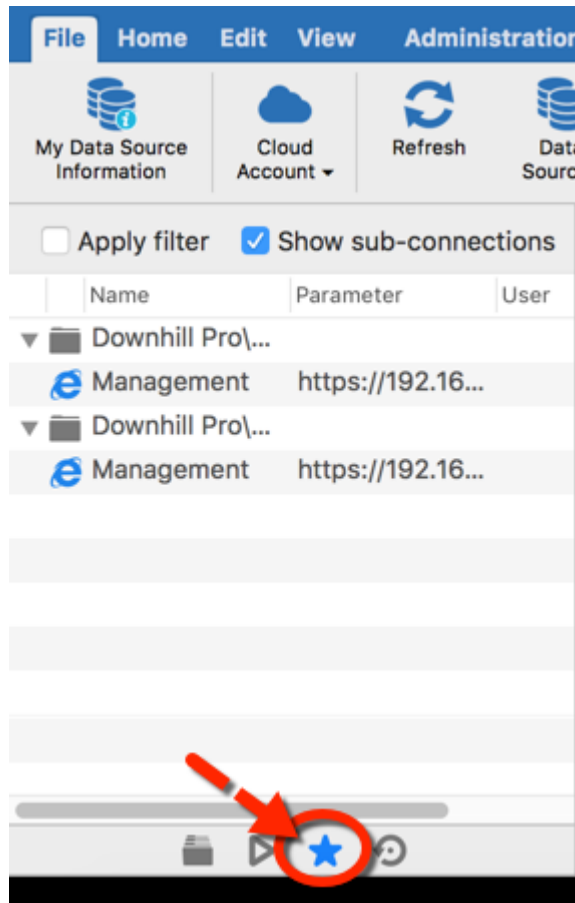 File Home Edit View Administration
My Data Source Information
Cloud Account
Refresh
Data Sourc
Apply filter Show sub-connections
Name Parameter User
Downhill Pro\...
Management https://192.16...
Downhill Pro\...
Management https://192.16...